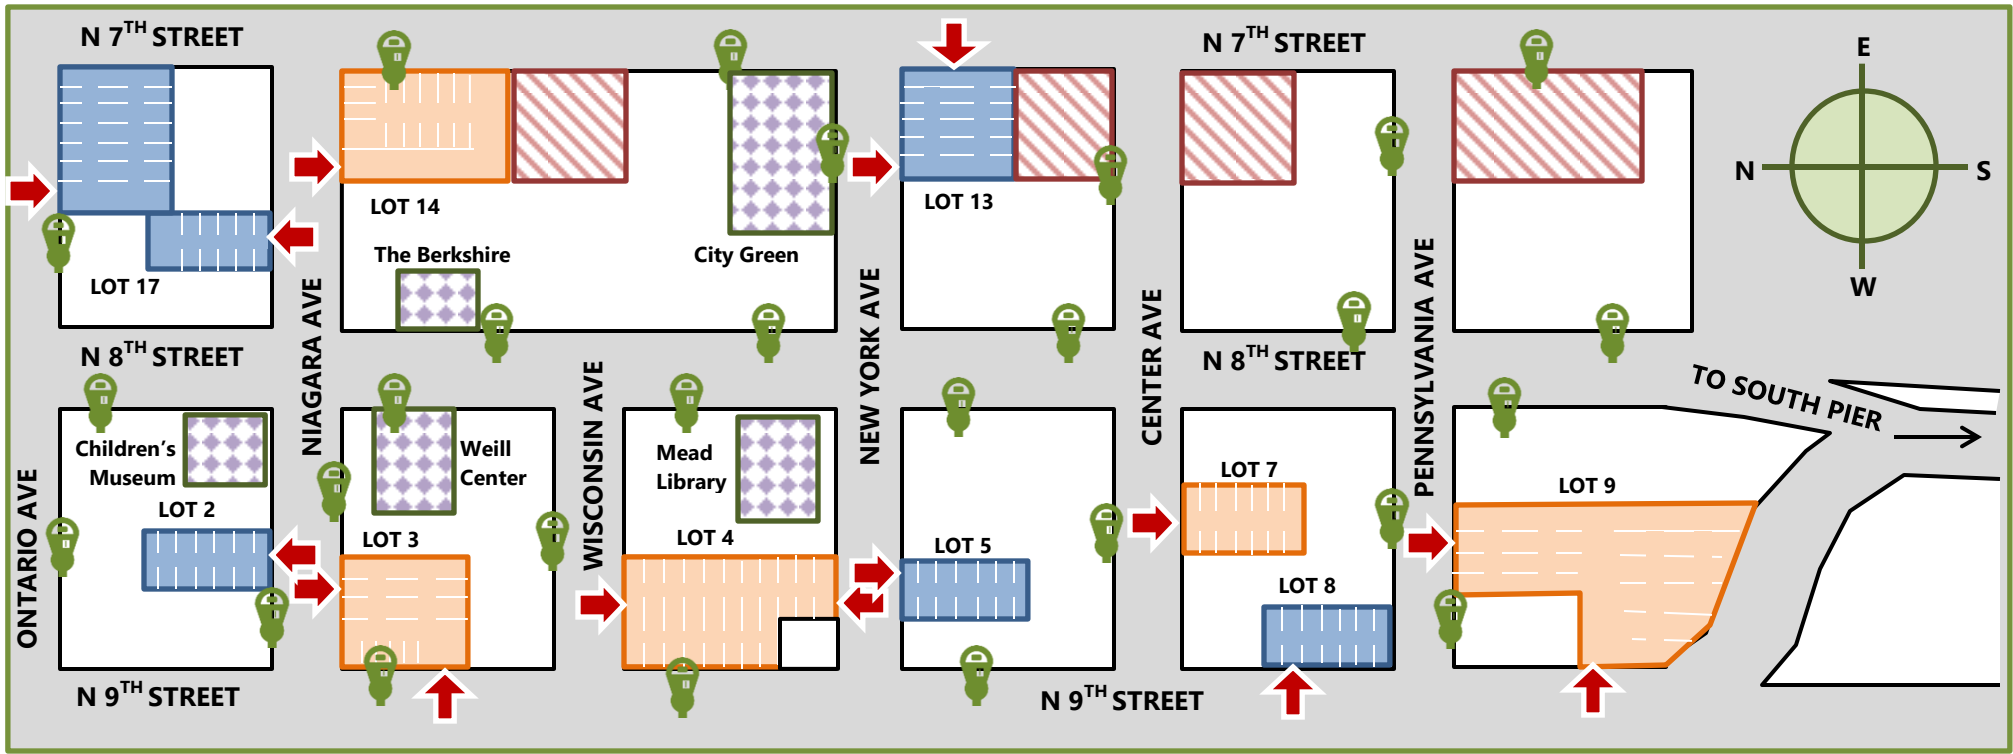 N 7TH STREET
N 7TH STREET
E
N
S
W
LOT 14
LOT 13
The Berkshire
City Green
LOT 17
NIAGARA AVE
NEW YORK AVE
CENTER AVE
PENNSYLVANIA AVE
N 8TH STREET
N 8TH STREET
WISCONSIN AVE
TO SOUTH PIER
ONTARIO AVE
Children's
Museum
Weill
Center
Mead
Library
LOT 7
LOT 9
LOT 2
LOT 3
LOT 4
LOT 5
LOT 8
N 9TH STREET
N 9TH STREET